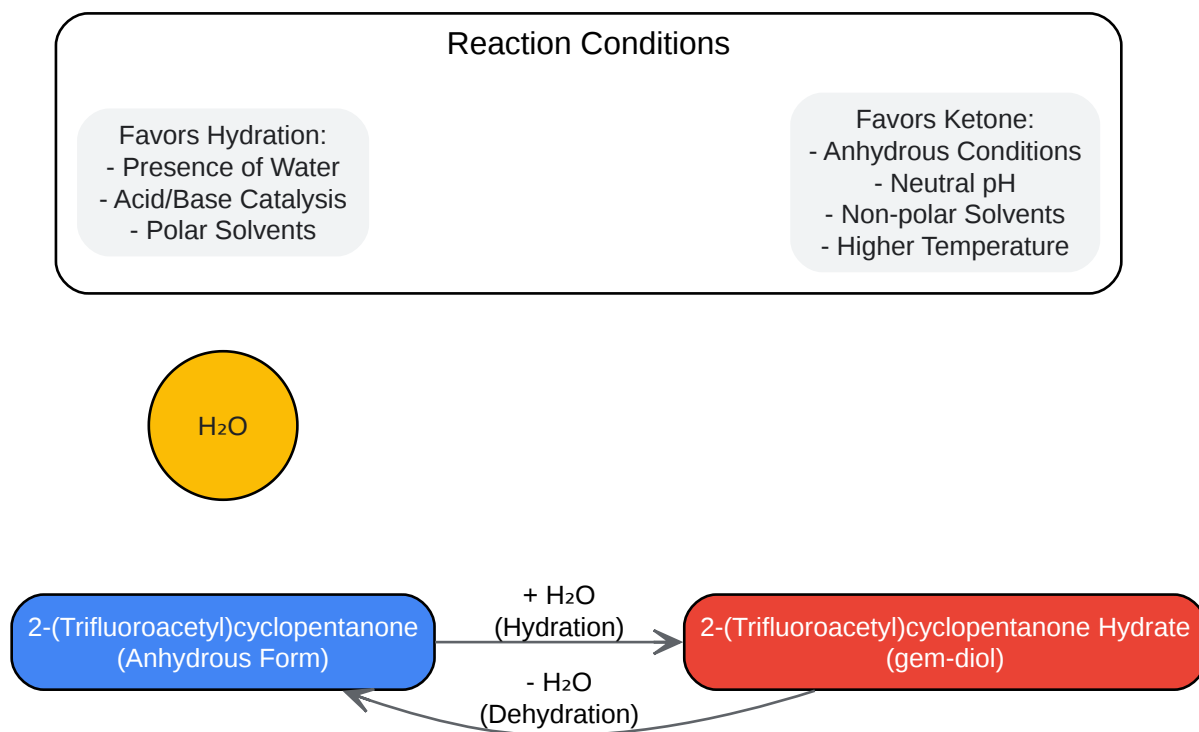 Reaction Conditions
Favors Hydration:
- Presence of Water
- Acid/Base Catalysis
- Polar Solvents
Favors Ketone:
- Anhydrous Conditions
- Neutral pH
- Non-polar Solvents
- Higher Temperature
H₂O
2-(Trifluoroacetyl)cyclopentanone
(Anhydrous Form)
+ H₂O
(Hydration)
2-(Trifluoroacetyl)cyclopentanone Hydrate
(gem-diol)
- H₂O
(Dehydration)